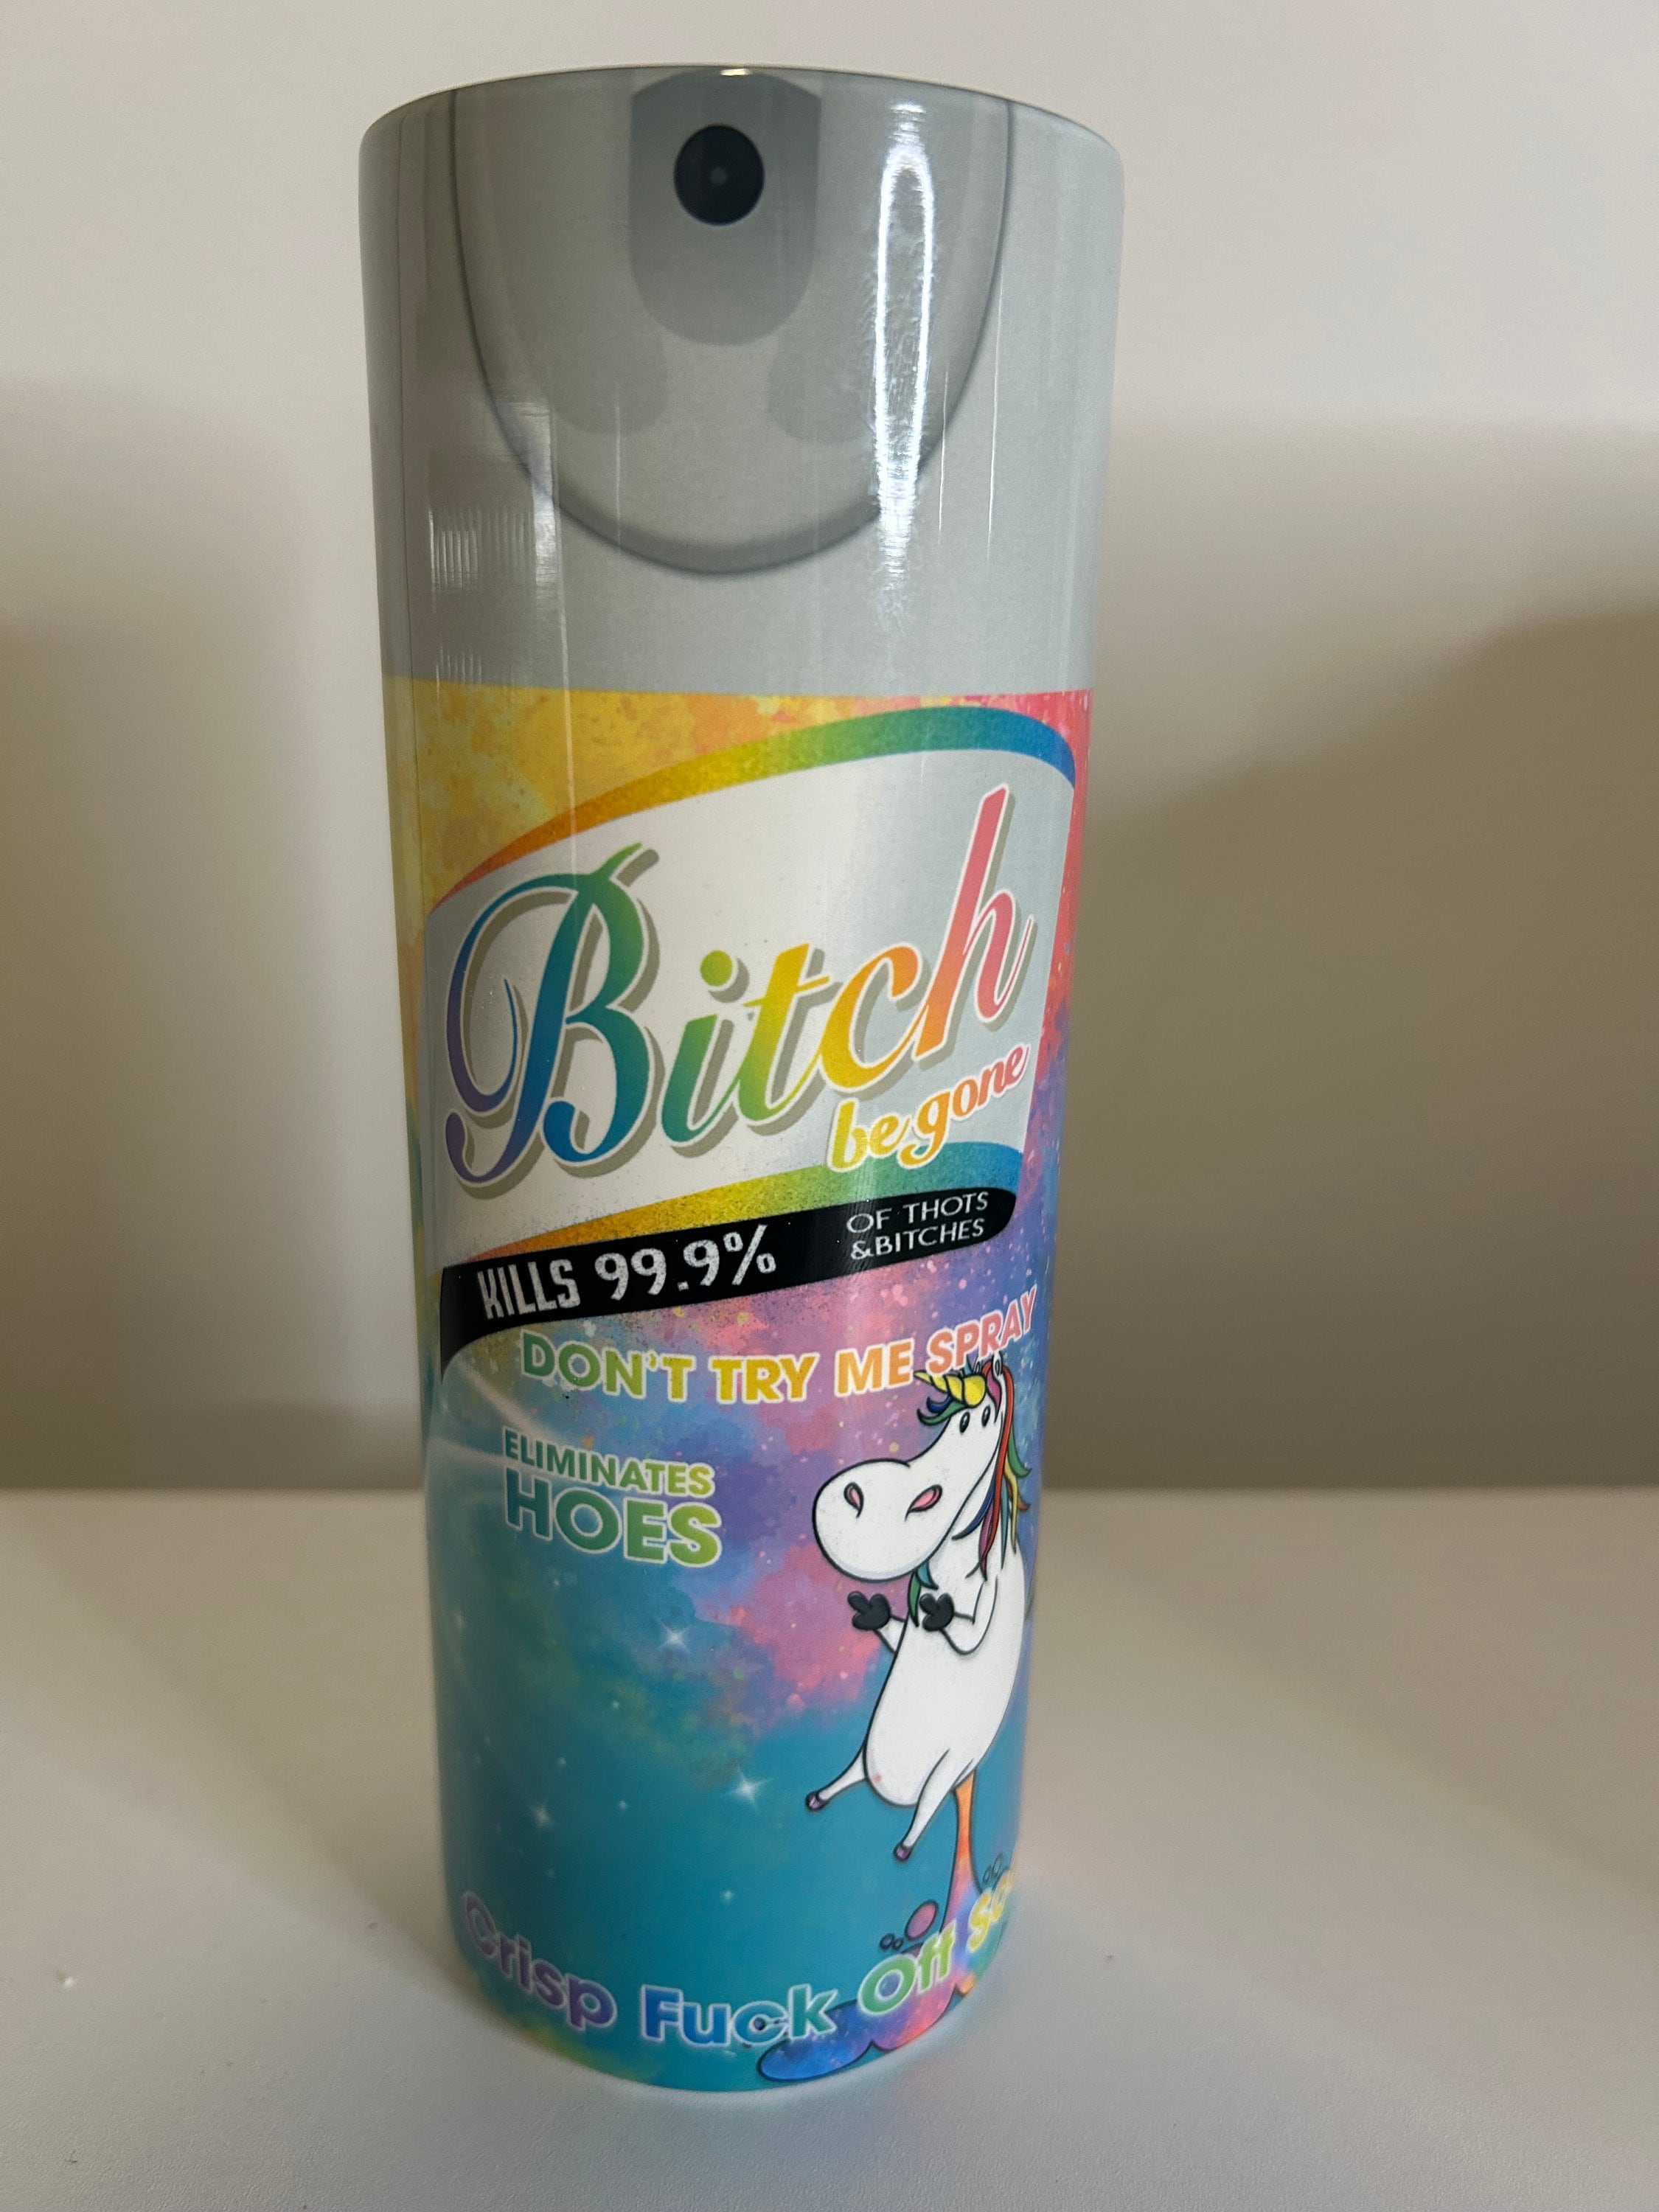 Bitch
be gone
KILLS 99.9% OF THOTS
&BITCHES
DON'T TRY ME SPRAY
ELIMINATES
HOES
Crisp Fuck Off